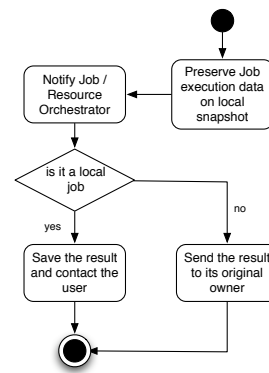 Preserve Job
execution data
on local
snapshot
Notify Job /
Resource
Orchestrator
is it a local
job
yes
no
Save the result
and contact the
user
Send the result
to its original
owner